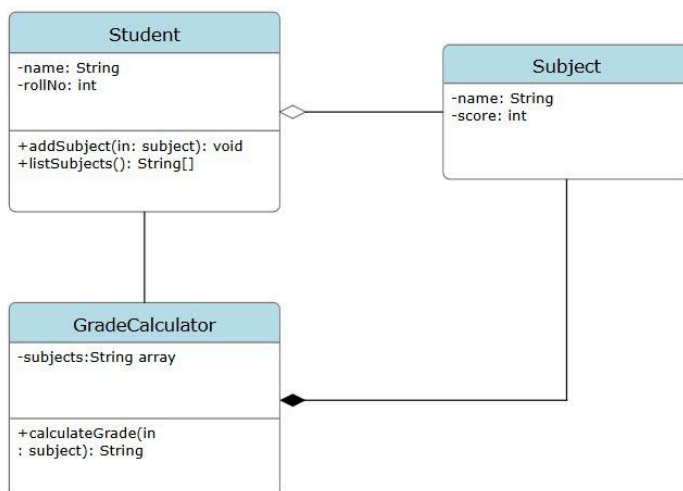 Student
-name: String
-rollNo: int
+addSubject(in: subject): void
+listSubjects(): String[]
Subject
-name: String
-score: int
GradeCalculator
-subjects:String array
+calculateGrade(in
: subject): String